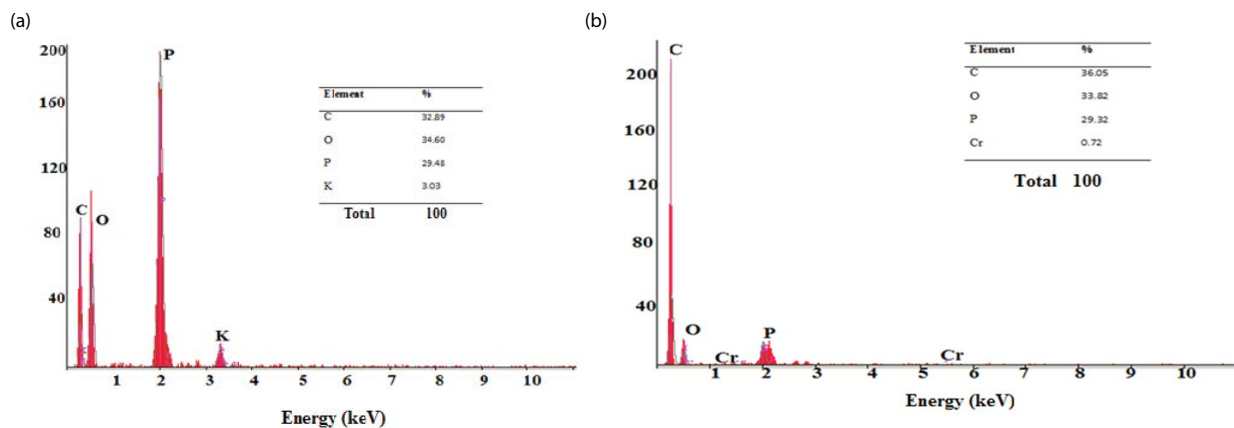 (a)
200
160
120
80
40
C
O
P
K
1 2 3 4 5 6 7 8 9 10
Energy (keV)
Element %
C 32.89
O 34.60
P 29.48
K 3.03
Total 100
(b)
200
160
120
80
40
C
O
Cr
P
Cr
1 2 3 4 5 6 7 8 9 10
Energy (keV)
Element %
C 36.05
O 33.82
P 29.32
Cr 0.72
Total 100